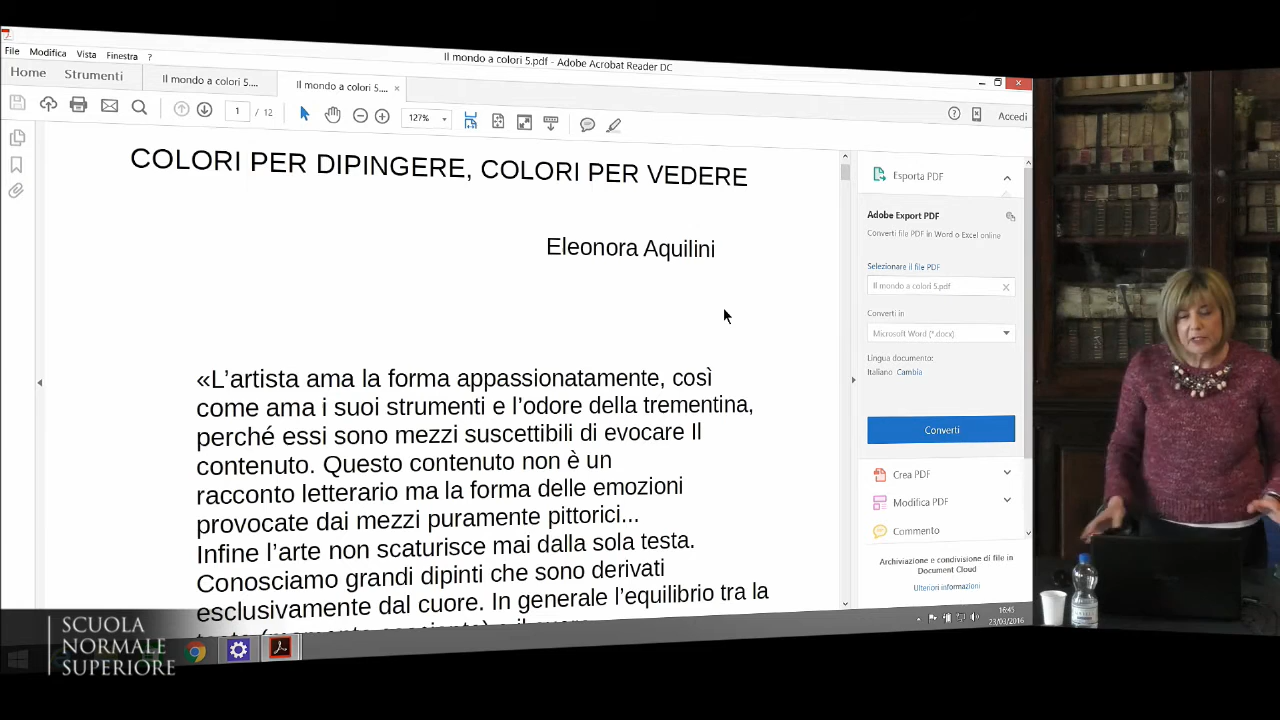 Il mondo a colori 5.pdf - Adobe Acrobat Reader DC
File Modifica Vista Finestra ?
Home Strumenti Il mondo a colori 5.... Il mondo a colori 5.... ×
1 / 12 127% Accedi
COLORI PER DIPINGERE, COLORI PER VEDERE
Eleonora Aquilini
«L’artista ama la forma appassionatamente, così
come ama i suoi strumenti e l’odore della trementina,
perché essi sono mezzi suscettibili di evocare Il
contenuto. Questo contenuto non è un
racconto letterario ma la forma delle emozioni
provocate dai mezzi puramente pittorici...
Infine l’arte non scaturisce mai dalla sola testa.
Conosciamo grandi dipinti che sono derivati
esclusivamente dal cuore. In generale l’equilibrio tra la
Esporta PDF
Adobe Export PDF
Converti file PDF in Word o Excel online
Selezionare il file PDF
Il mondo a colori 5.pdf
Converti in
Microsoft Word (*.docx)
Lingua documento:
Italiano Cambia
Converti
Crea PDF
Modifica PDF
Commento
Archiviazione e condivisione di file in
Document Cloud
Ulteriori informazioni
16:45
23/03/2016
SCUOLA
NORMALE
SUPERIORE